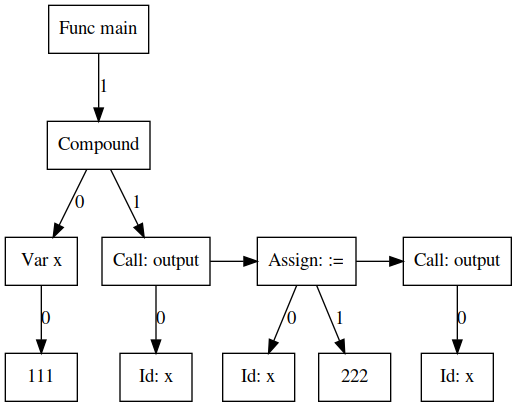 Func main
1
Compound
0
1
Var x
Call: output
Assign: :=
Call: output
0
0
0
1
0
111
Id: x
Id: x
222
Id: x